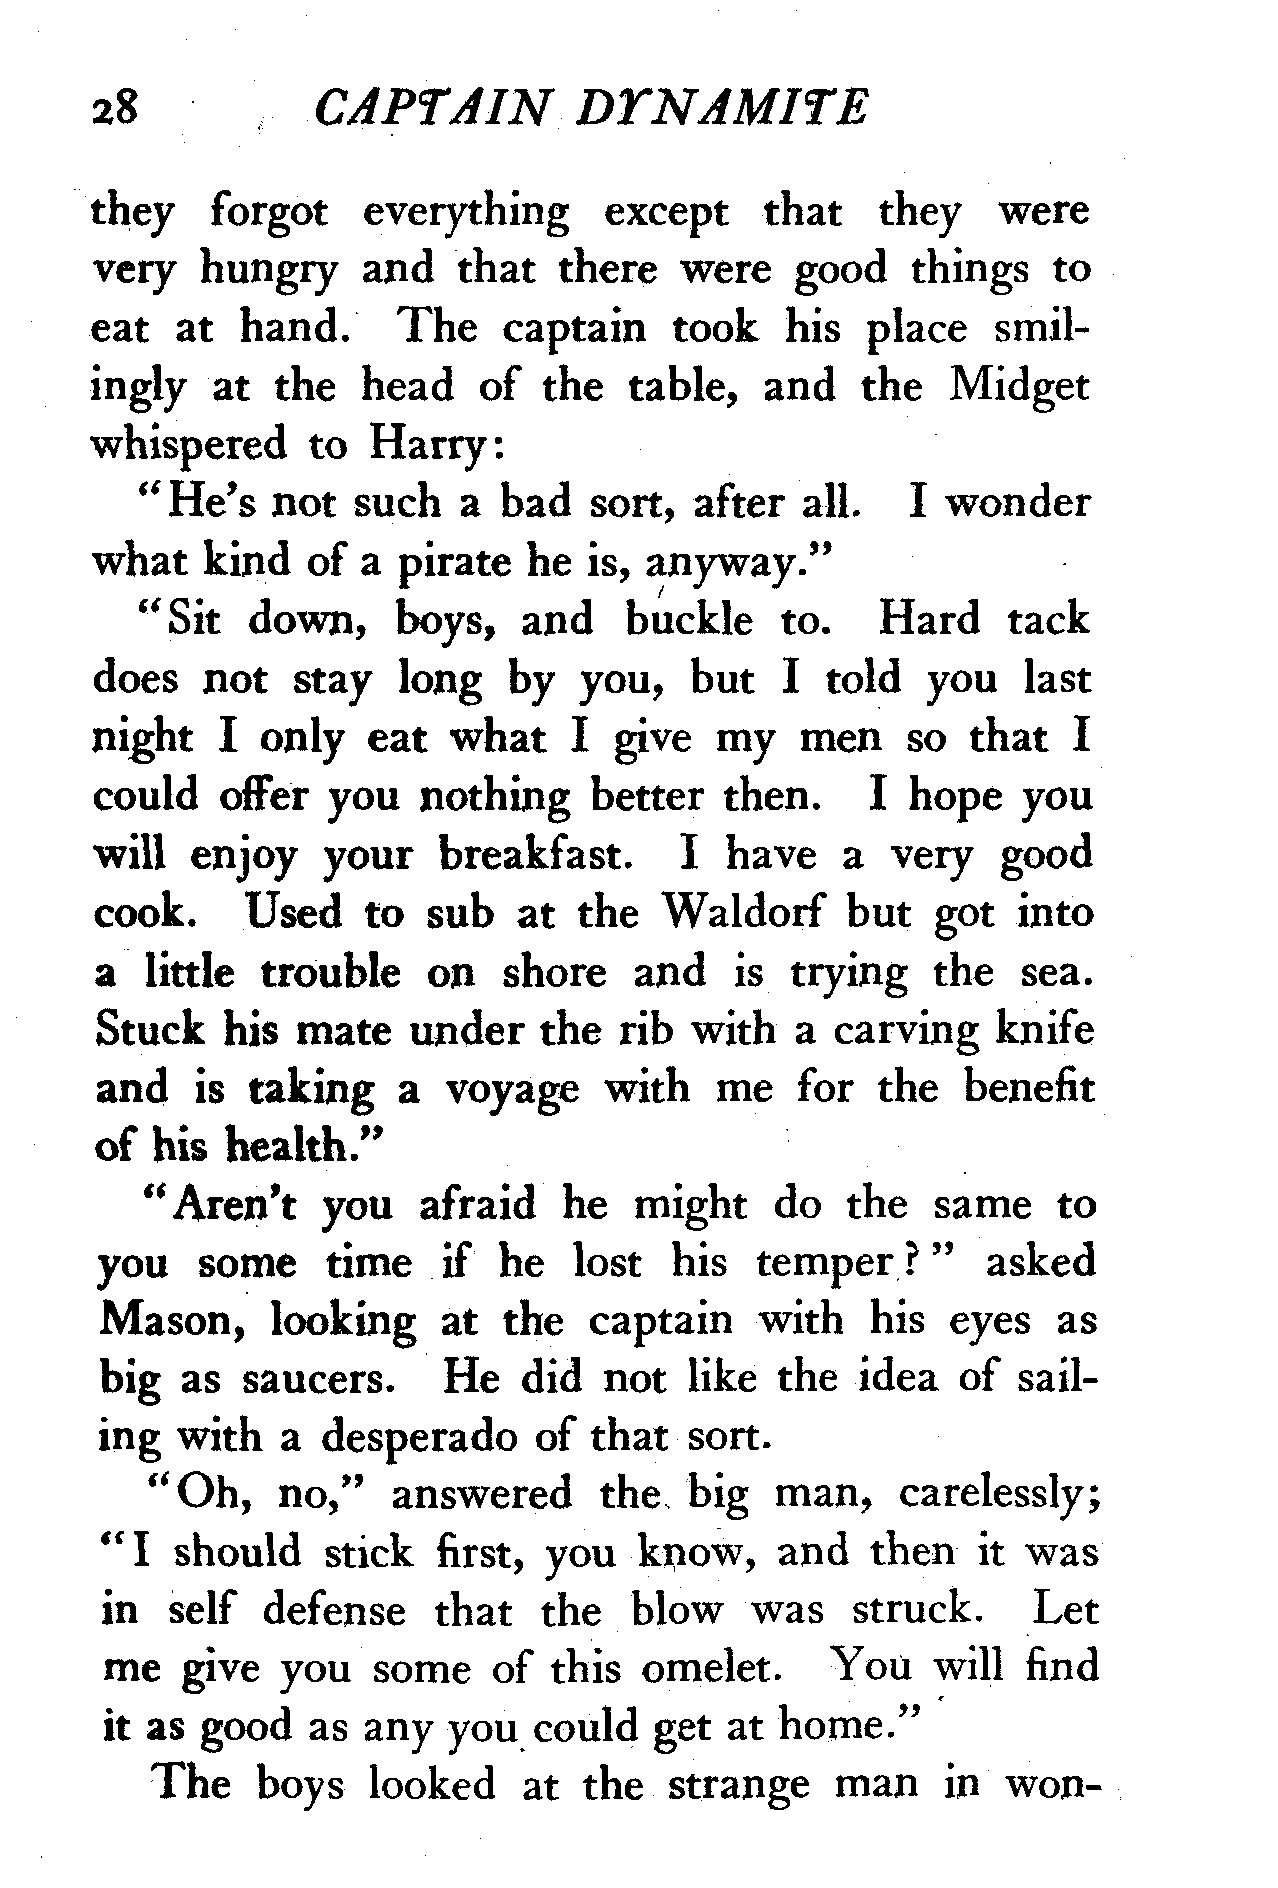 28 CAPTAIN DYNAMITE
they forgot everything except that they were
very hungry and that there were good things to
eat at hand. The captain took his place smil-
ingly at the head of the table, and the Midget
whispered to Harry:
"He's not such a bad sort, after all. I wonder
what kind of a pirate he is, anyway."
"Sit down, boys, and buckle to. Hard tack
does not stay long by you, but I told you last
night I only eat what I give my men so that I
could offer you nothing better then. I hope you
will enjoy your breakfast. I have a very good
cook. Used to sub at the Waldorf but got into
a little trouble on shore and is trying the sea.
Stuck his mate under the rib with a carving knife
and is taking a voyage with me for the benefit
of his health."
"Aren't you afraid he might do the same to
you some time if he lost his temper?" asked
Mason, looking at the captain with his eyes as
big as saucers. He did not like the idea of sail-
ing with a desperado of that sort.
"Oh, no," answered the big man, carelessly;
"I should stick first, you know, and then it was
in self defense that the blow was struck. Let
me give you some of this omelet. You will find
it as good as any you could get at home."
The boys looked at the strange man in won-